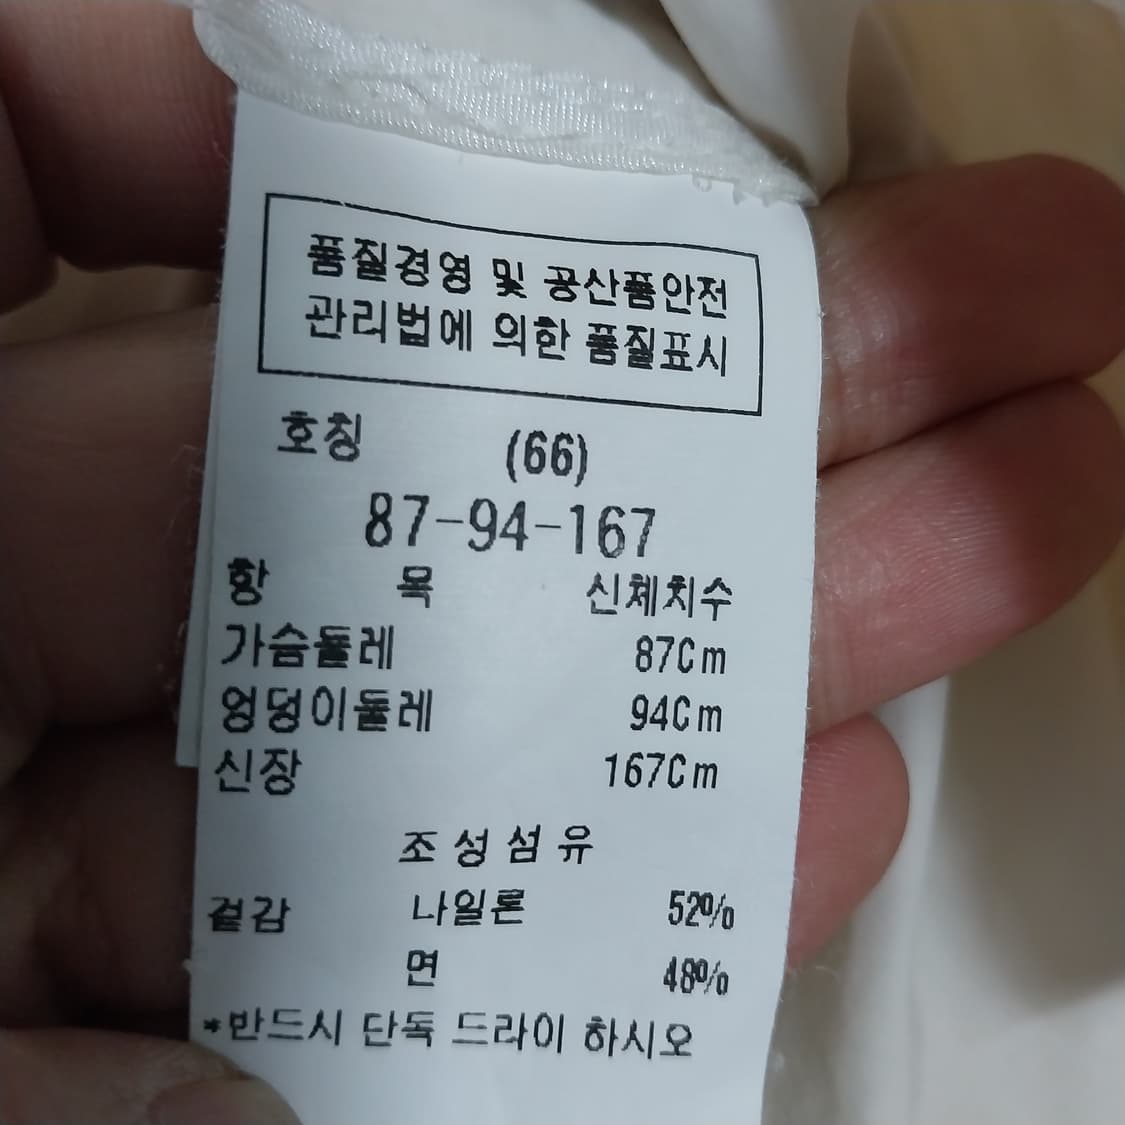 품질경영 및 공산품안전
관리법에 의한 품질표시
호칭 (66)
87-94-167
항 목 신체치수
가슴둘레 87Cm
엉덩이둘레 94Cm
신장 167Cm
조성섬유
겉감 나일론 52%
면 48%
*반드시 단독 드라이 하시오